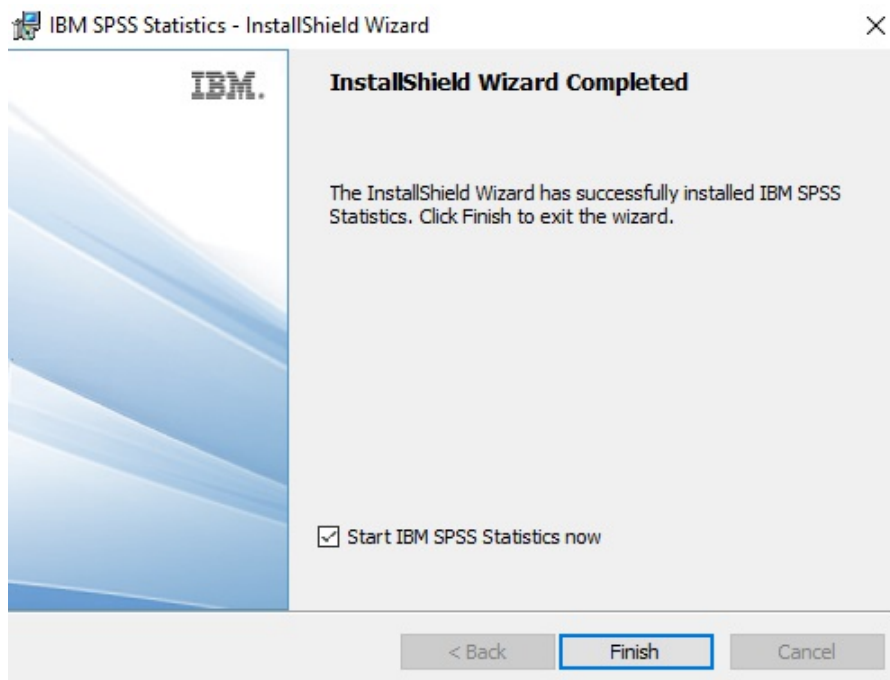 IBM SPSS Statistics - InstallShield Wizard
IBM.
InstallShield Wizard Completed
The InstallShield Wizard has successfully installed IBM SPSS
Statistics. Click Finish to exit the wizard.
Start IBM SPSS Statistics now
< Back
Finish
Cancel